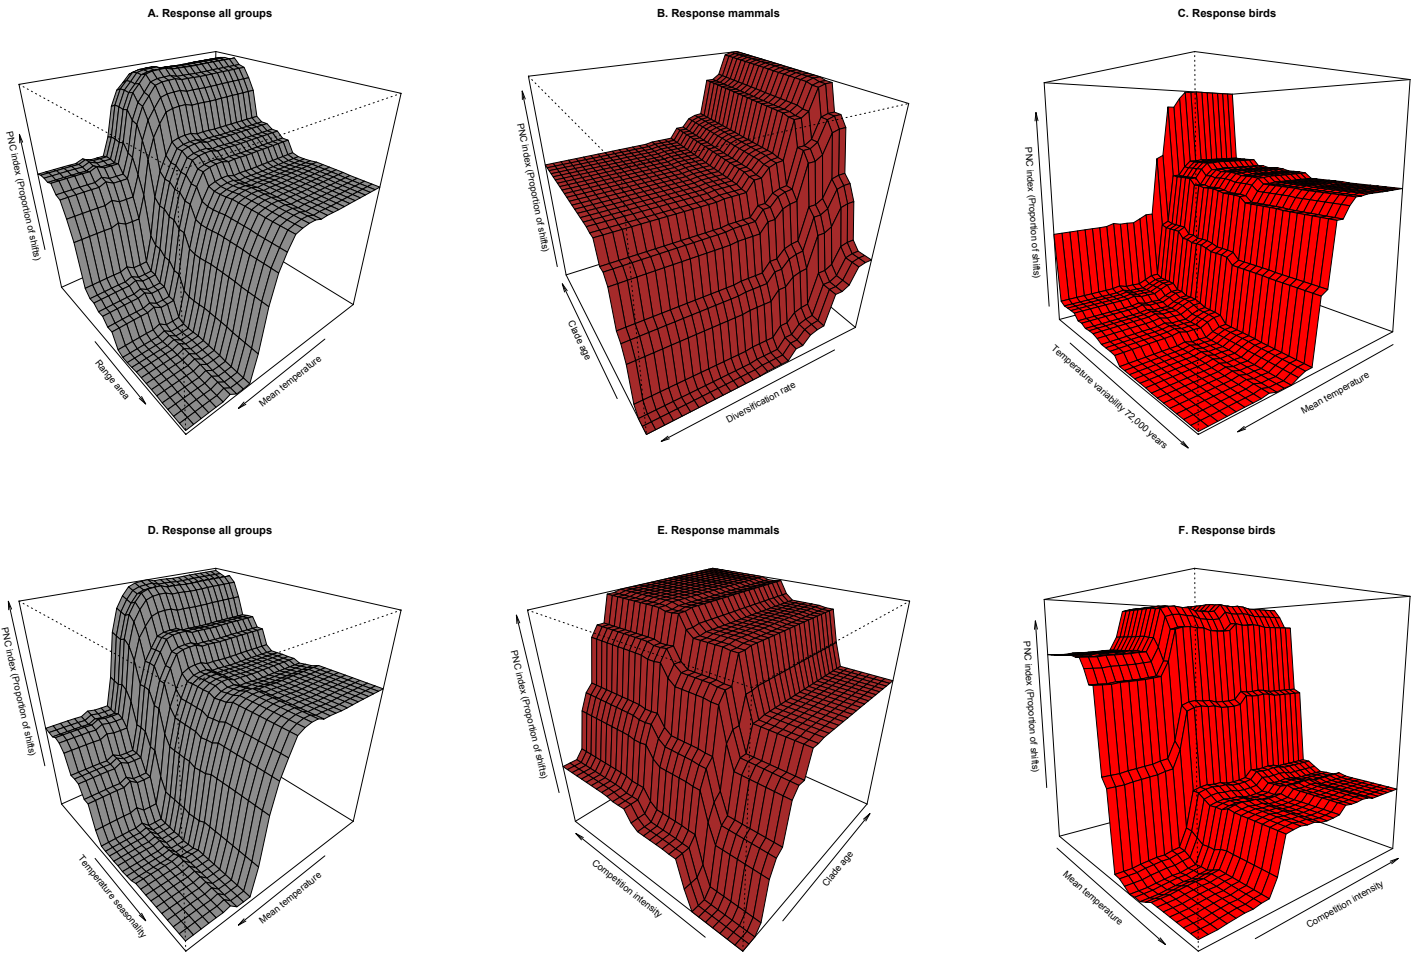 A. Response all groups
PNC index (Proportion of shifts)
Range area
Mean temperature
B. Response mammals
PNC index (Proportion of shifts)
Clade age
Diversification rate
C. Response birds
PNC index (Proportion of shifts)
Temperature variability 72,000 years
Mean temperature
D. Response all groups
PNC index (Proportion of shifts)
Temperature seasonality
Mean temperature
E. Response mammals
PNC index (Proportion of shifts)
Competition intensity
Clade age
F. Response birds
PNC index (Proportion of shifts)
Mean temperature
Competition intensity